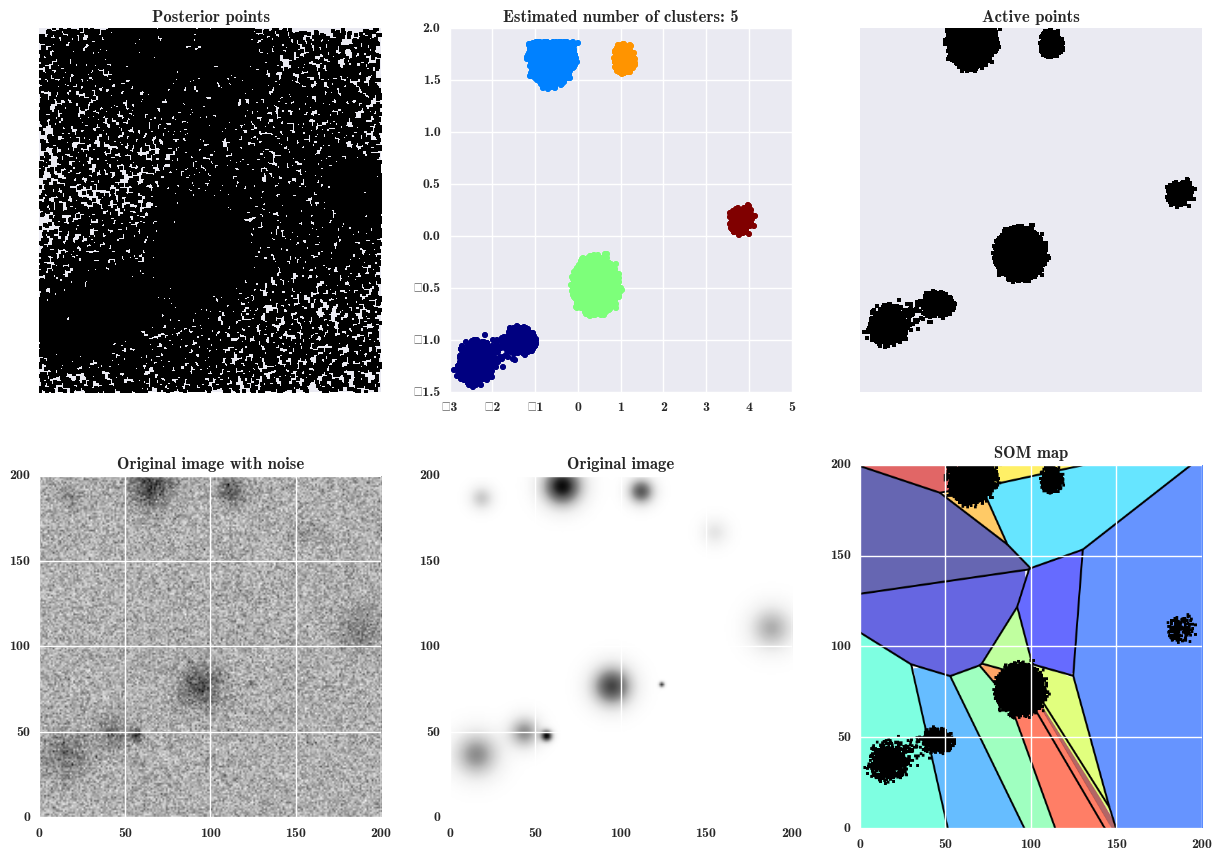 Posterior points
Estimated number of clusters: 5
Active points
2.0
1.5
1.0
0.5
0.0
□0.5
□1.0
□1.5
□3 □2 □1 0 1 2 3 4 5
Original image with noise
Original image
SOM map
200
150
100
50
0
0 50 100 150 200
200
150
100
50
0
0 50 100 150 200
200
150
100
50
0
0 50 100 150 200